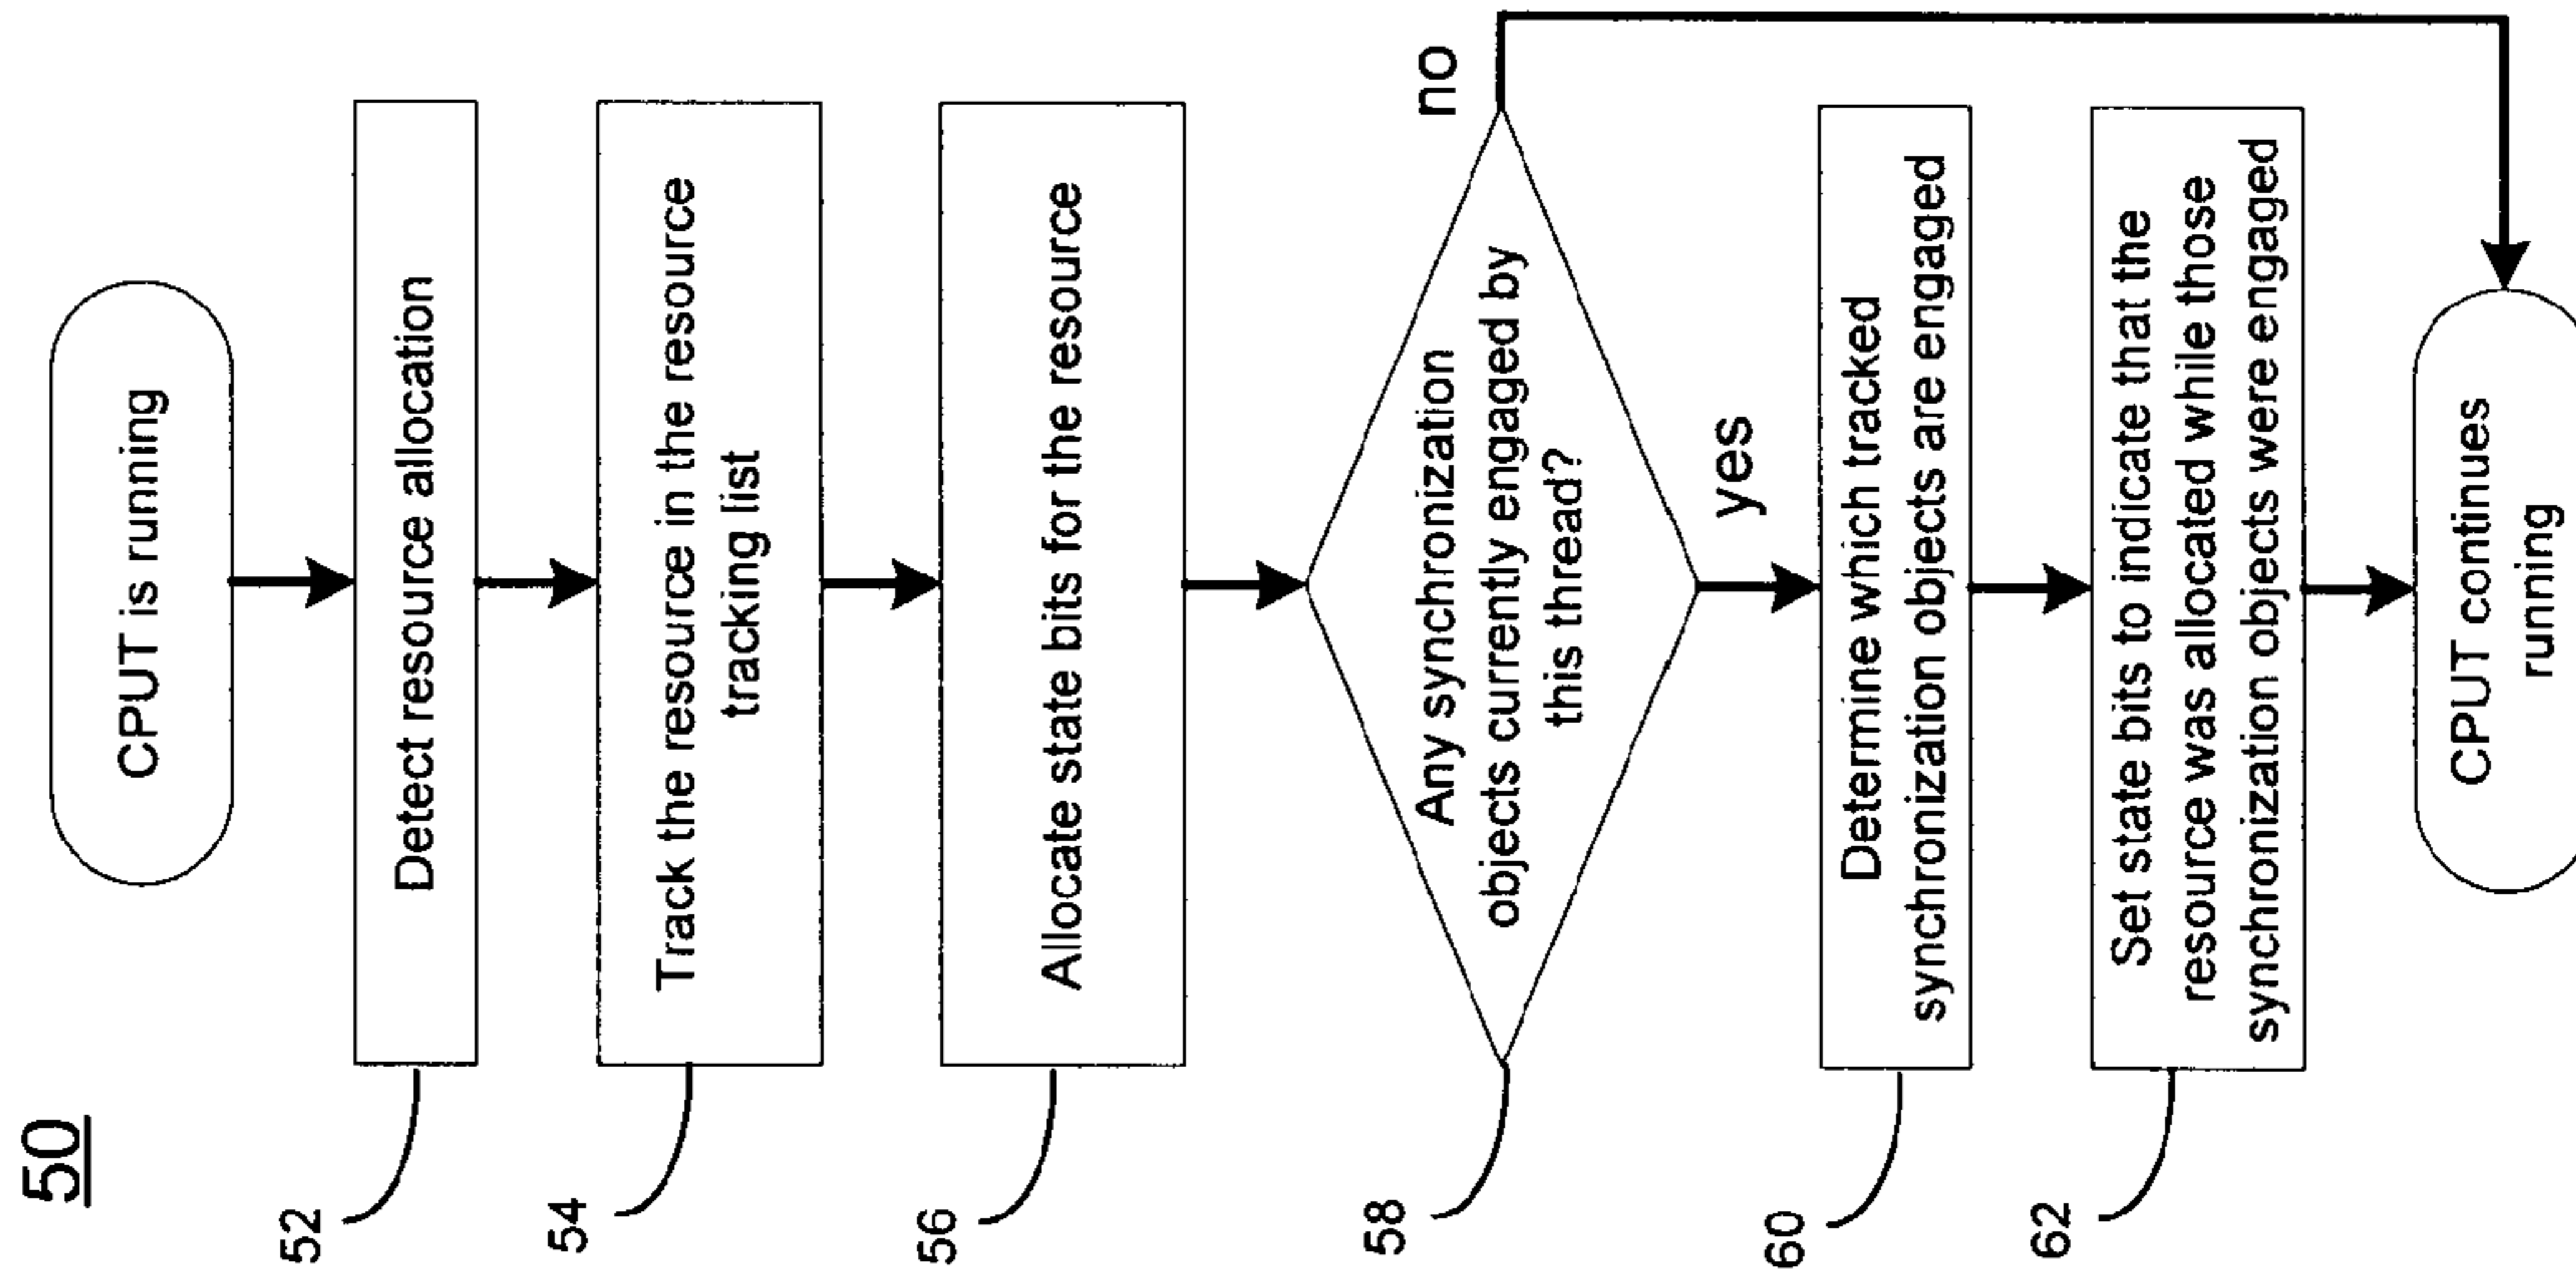 50
CPUT is running
52
Detect resource allocation
54
Track the resource in the resource
tracking list
56
Allocate state bits for the resource
58
Any synchronization
objects currently engaged by
this thread?
no
yes
60
Determine which tracked
synchronization objects are engaged
62
Set state bits to indicate that the
resource was allocated while those
synchronization objects were engaged
CPUT continues
running